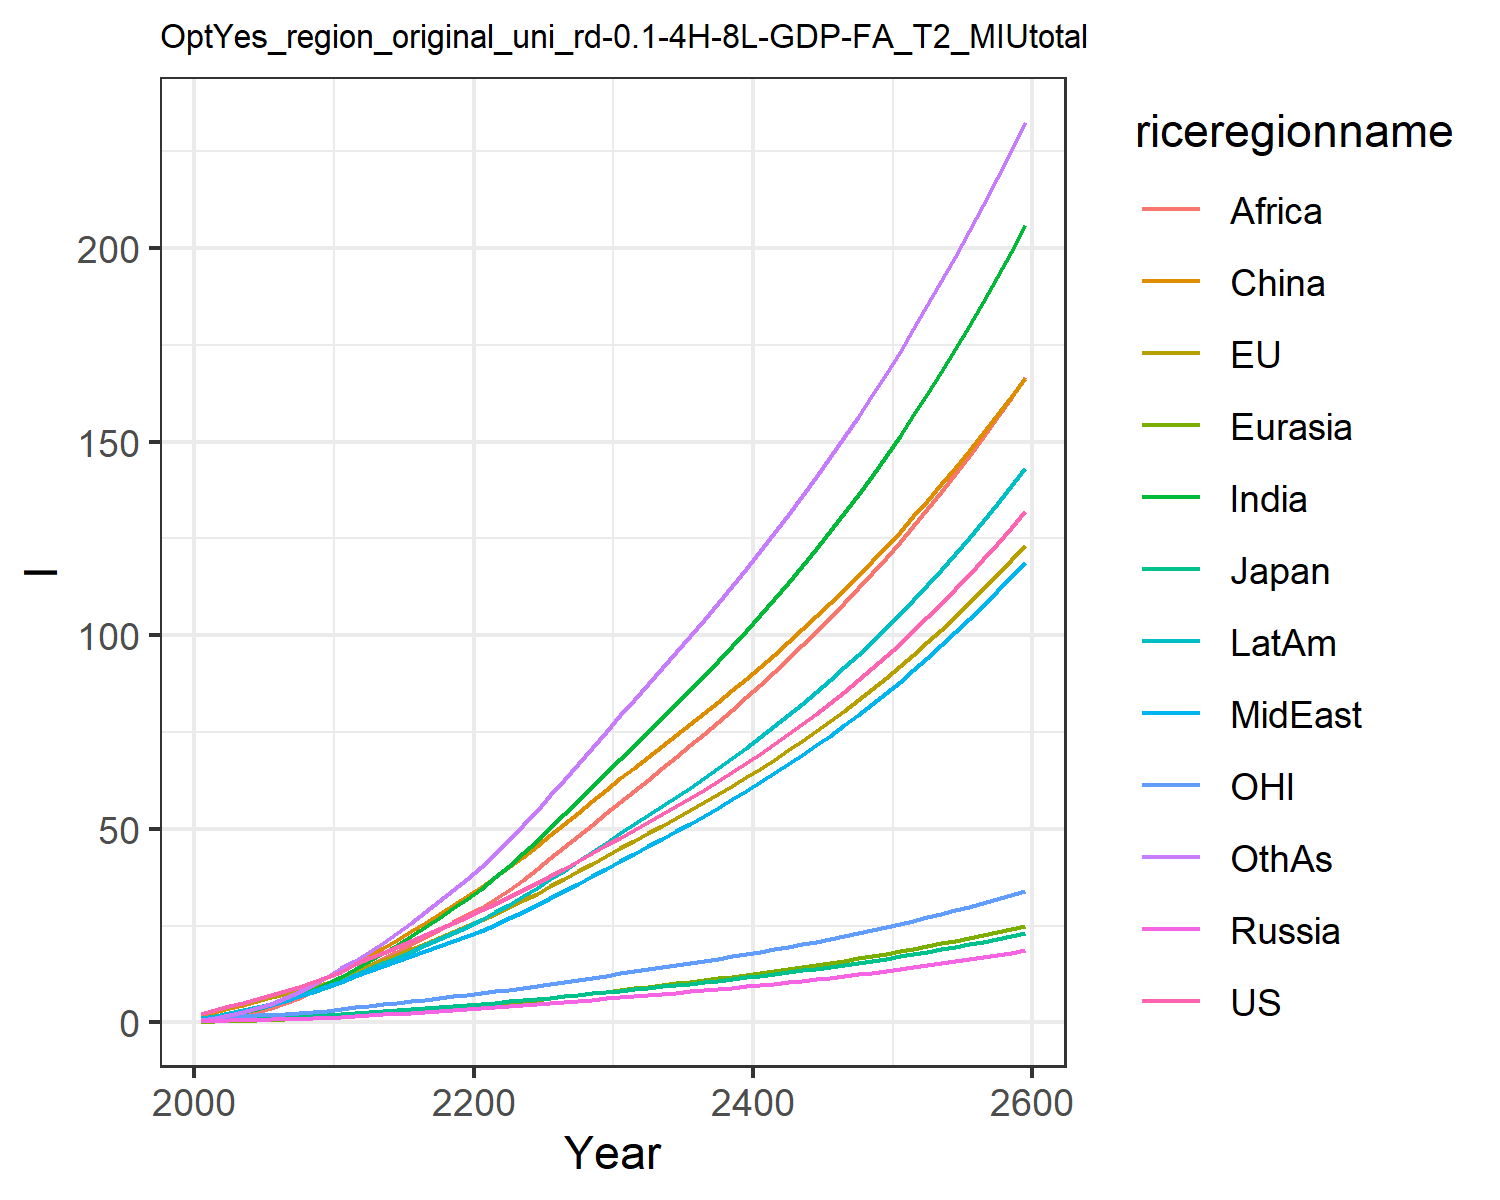 OptYes_region_original_uni_rd-0.1-4H-8L-GDP-FA_T2_MIUtotal
riceregionname
Africa
China
EU
Eurasia
India
Japan
LatAm
MidEast
OHI
OthAs
Russia
US
I
200
150
100
50
0
2000 2200 2400 2600
Year